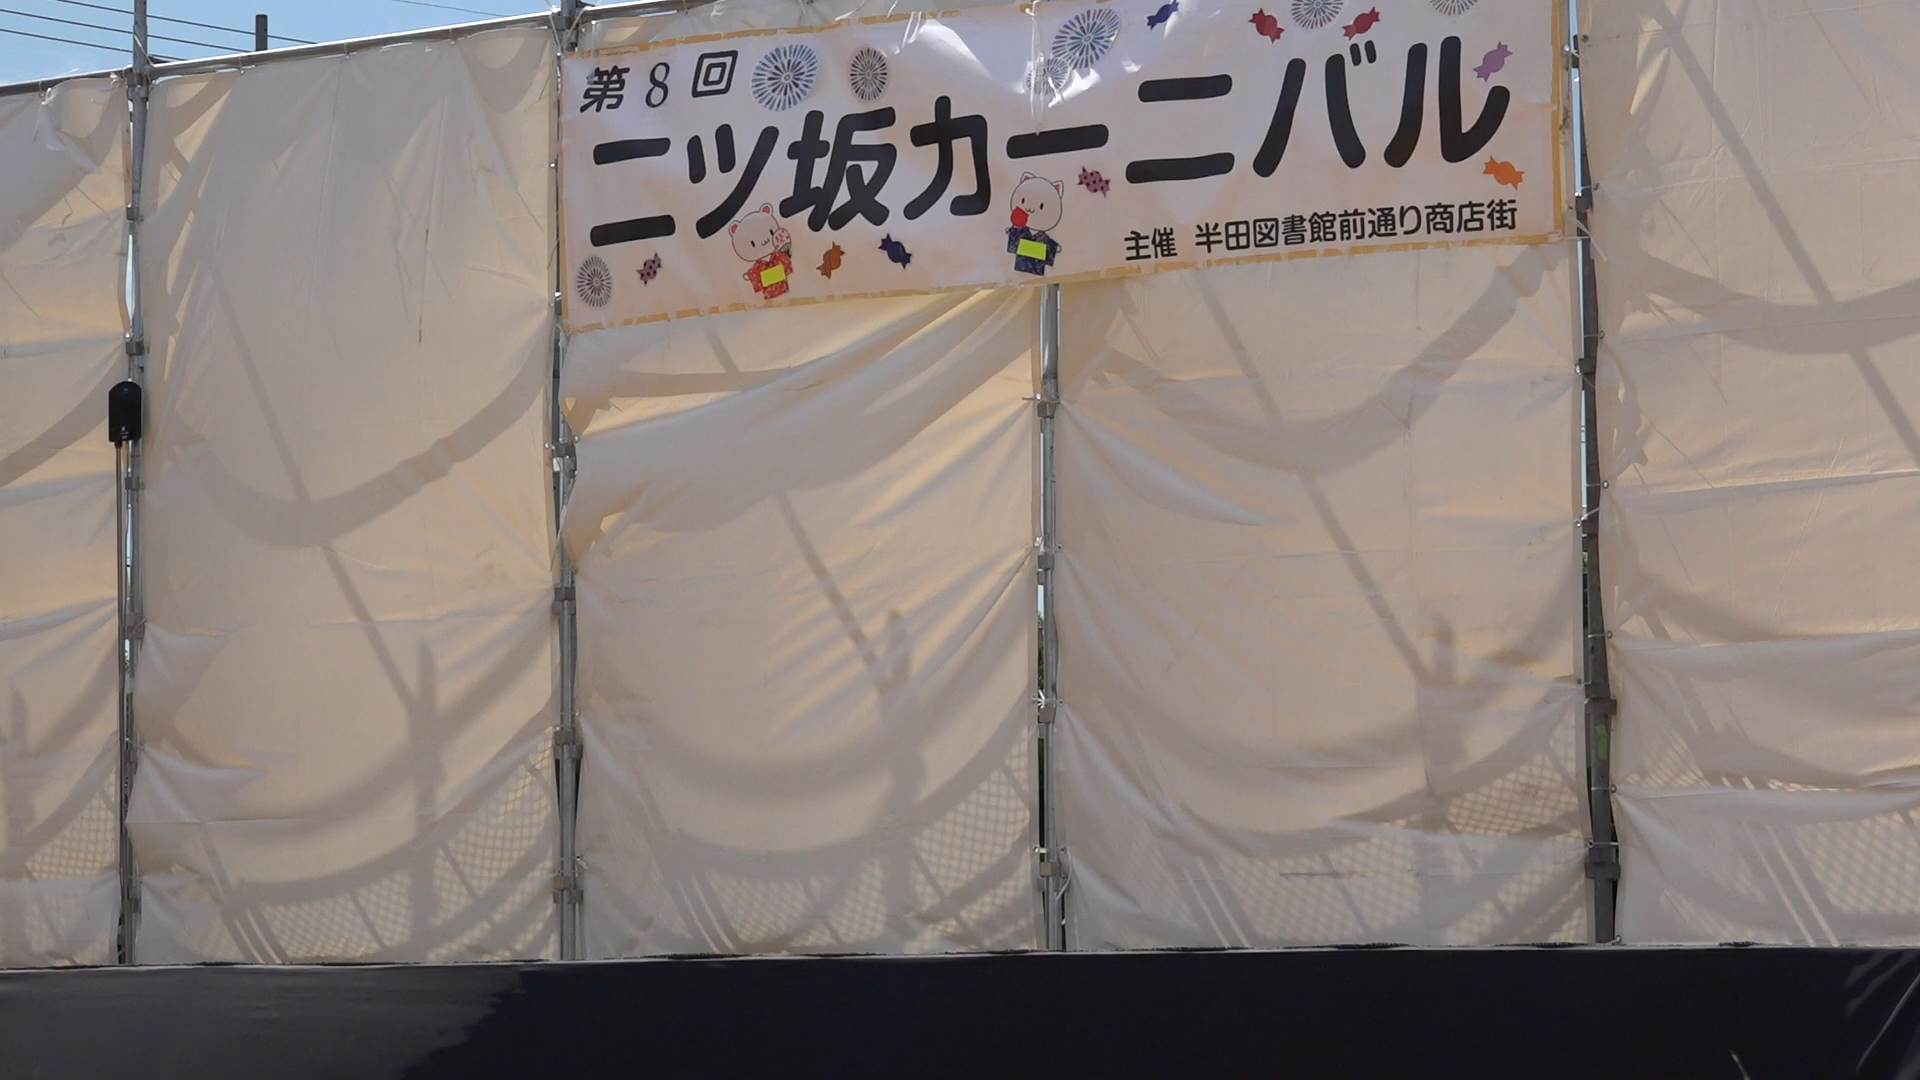 第8回
二ツ坂カーニバル
主催 半田図書館前通り商店街